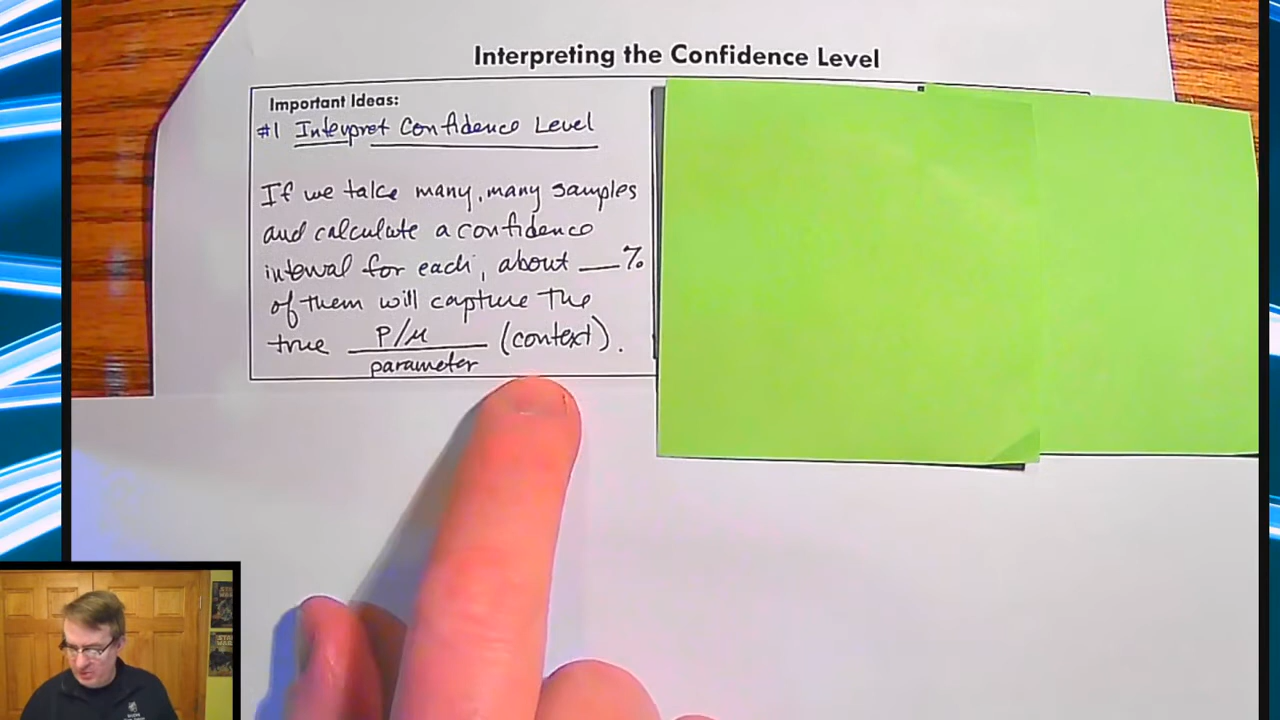 Interpreting the Confidence Level
Important Ideas:
#1 Interpret Confidence Level
If we take many, many samples
and calculate a confidence
interval for each, about __%
of them will capture the
true P/μ (context).
parameter